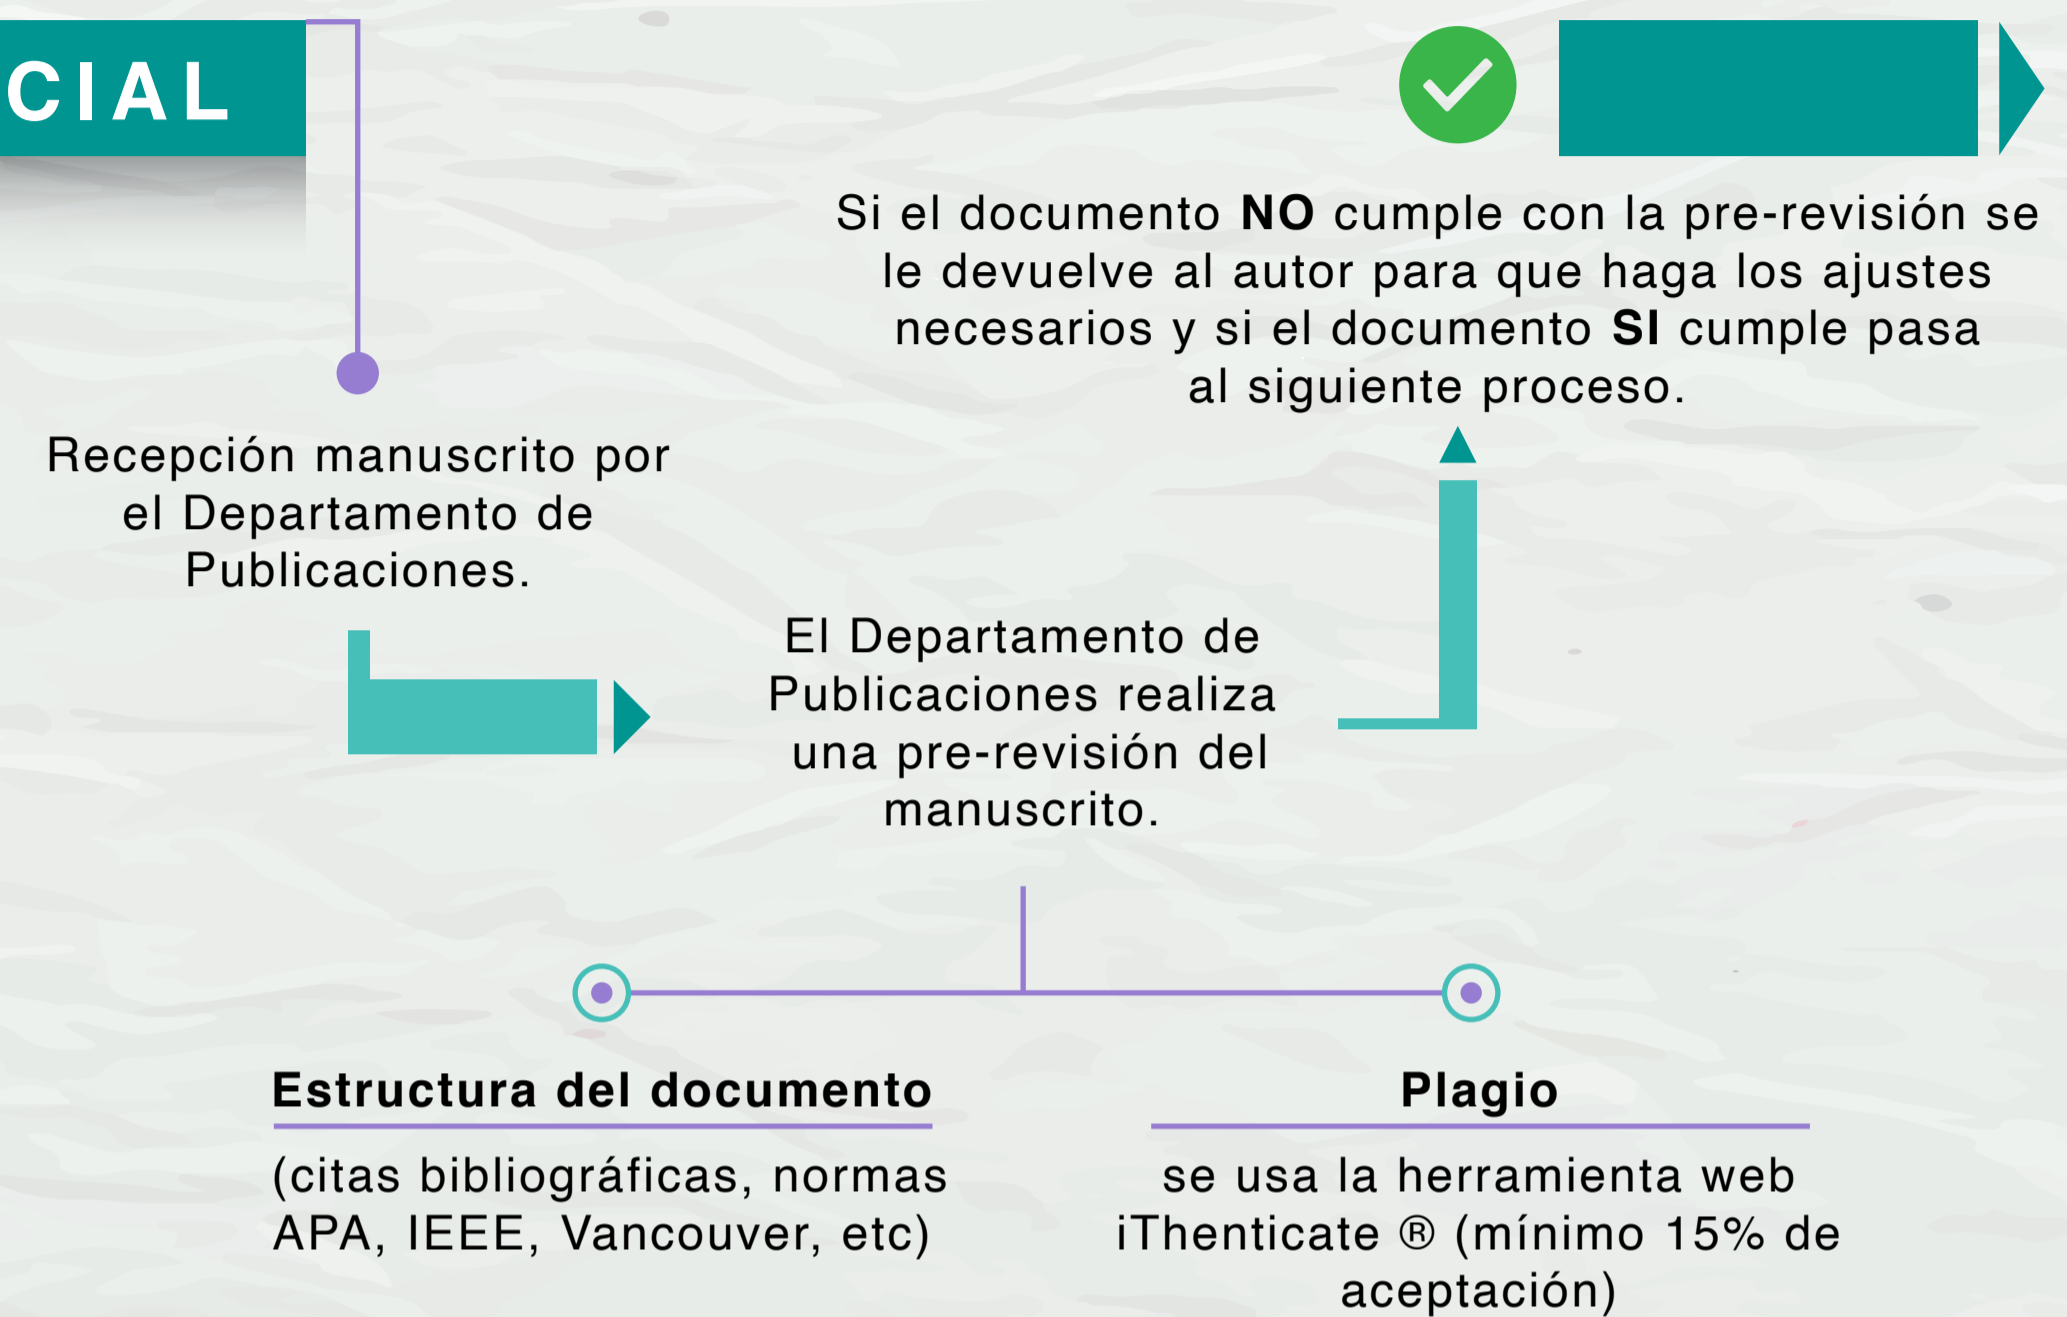 CIAL
Recepción manuscrito por
el Departamento de
Publicaciones.
El Departamento de
Publicaciones realiza
una pre-revisión del
manuscrito.
Si el documento NO cumple con la pre-revisión se
le devuelve al autor para que haga los ajustes
necesarios y si el documento SI cumple pasa
al siguiente proceso.
Estructura del documento
(citas bibliográficas, normas
APA, IEEE, Vancouver, etc)
Plagio
se usa la herramienta web
iThenticate ® (mínimo 15% de
aceptación)